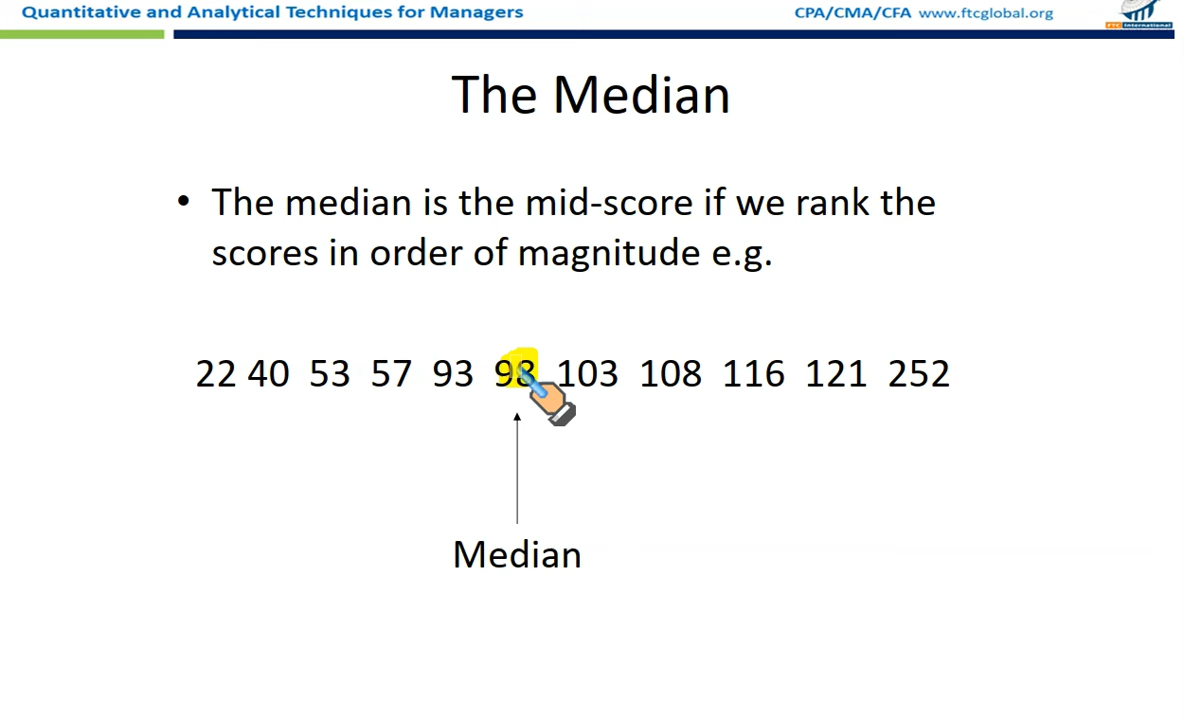 Quantitative and Analytical Techniques for Managers
CPA/CMA/CFA www.ftcglobal.org
FTC International
The Median
• The median is the mid-score if we rank the
scores in order of magnitude e.g.
22 40 53 57 93 98 103 108 116 121 252
Median